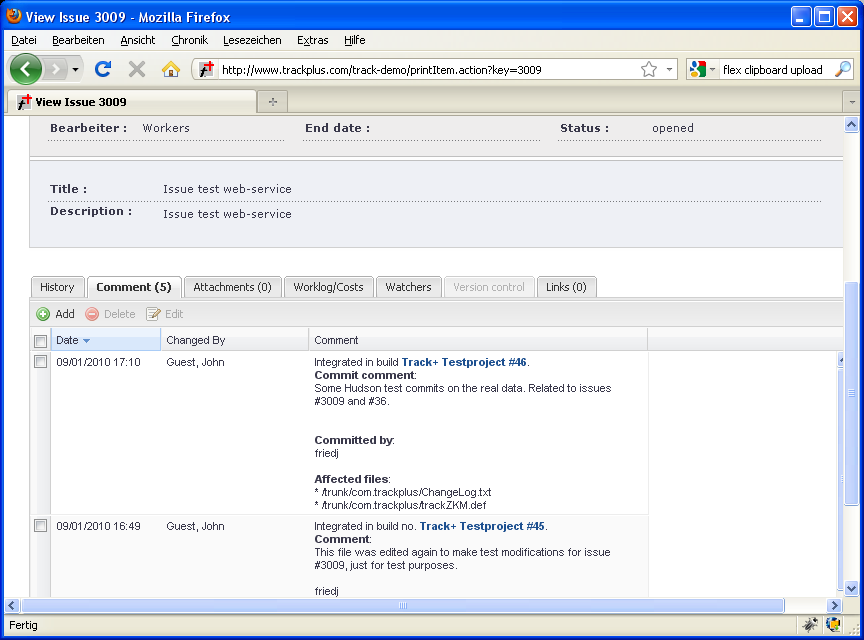 View Issue 3009 - Mozilla Firefox
Datei Bearbeiten Ansicht Chronik Lesezeichen Extras Hilfe
http://www.trackplus.com/track-demo/printItem.action?key=3009 flex clipboard upload
View Issue 3009
Bearbeiter : Workers End date : Status : opened
Title : Issue test web-service
Description : Issue test web-service
History Comment (5) Attachments (0) Worklog/Costs Watchers Version control Links (0)
Add Delete Edit
Date Changed By Comment
09/01/2010 17:10 Guest, John Integrated in build Track+ Testproject #46.
Commit comment:
Some Hudson test commits on the real data. Related to issues
#3009 and #36.
Committed by:
friedj
Affected files:
* /trunk/com.trackplus/ChangeLog.txt
* /trunk/com.trackplus/trackZKM.def
09/01/2010 16:49 Guest, John Integrated in build no. Track+ Testproject #45.
Comment:
This file was edited again to make test modifications for issue
#3009, just for test purposes.
friedj
Fertig